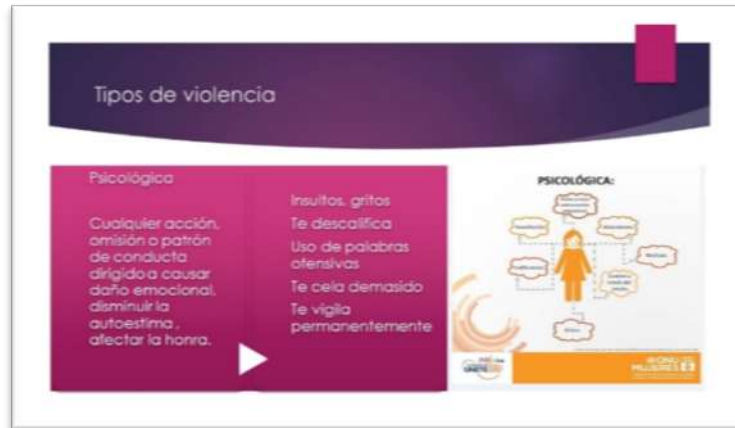 Tipos de violencia
Psicológica
Cualquier acción,
omisión o patrón
de conducta
dirigido a causar
daño emocional,
disminuir la
autoestima ,
afectar la honra.
Insultos, gritos
Te descalifica
Uso de palabras
ofensivas
Te cela demasido
Te vigila
permanentemente
PSICOLÓGICA:
ÚNETE
ONU
MUJERES